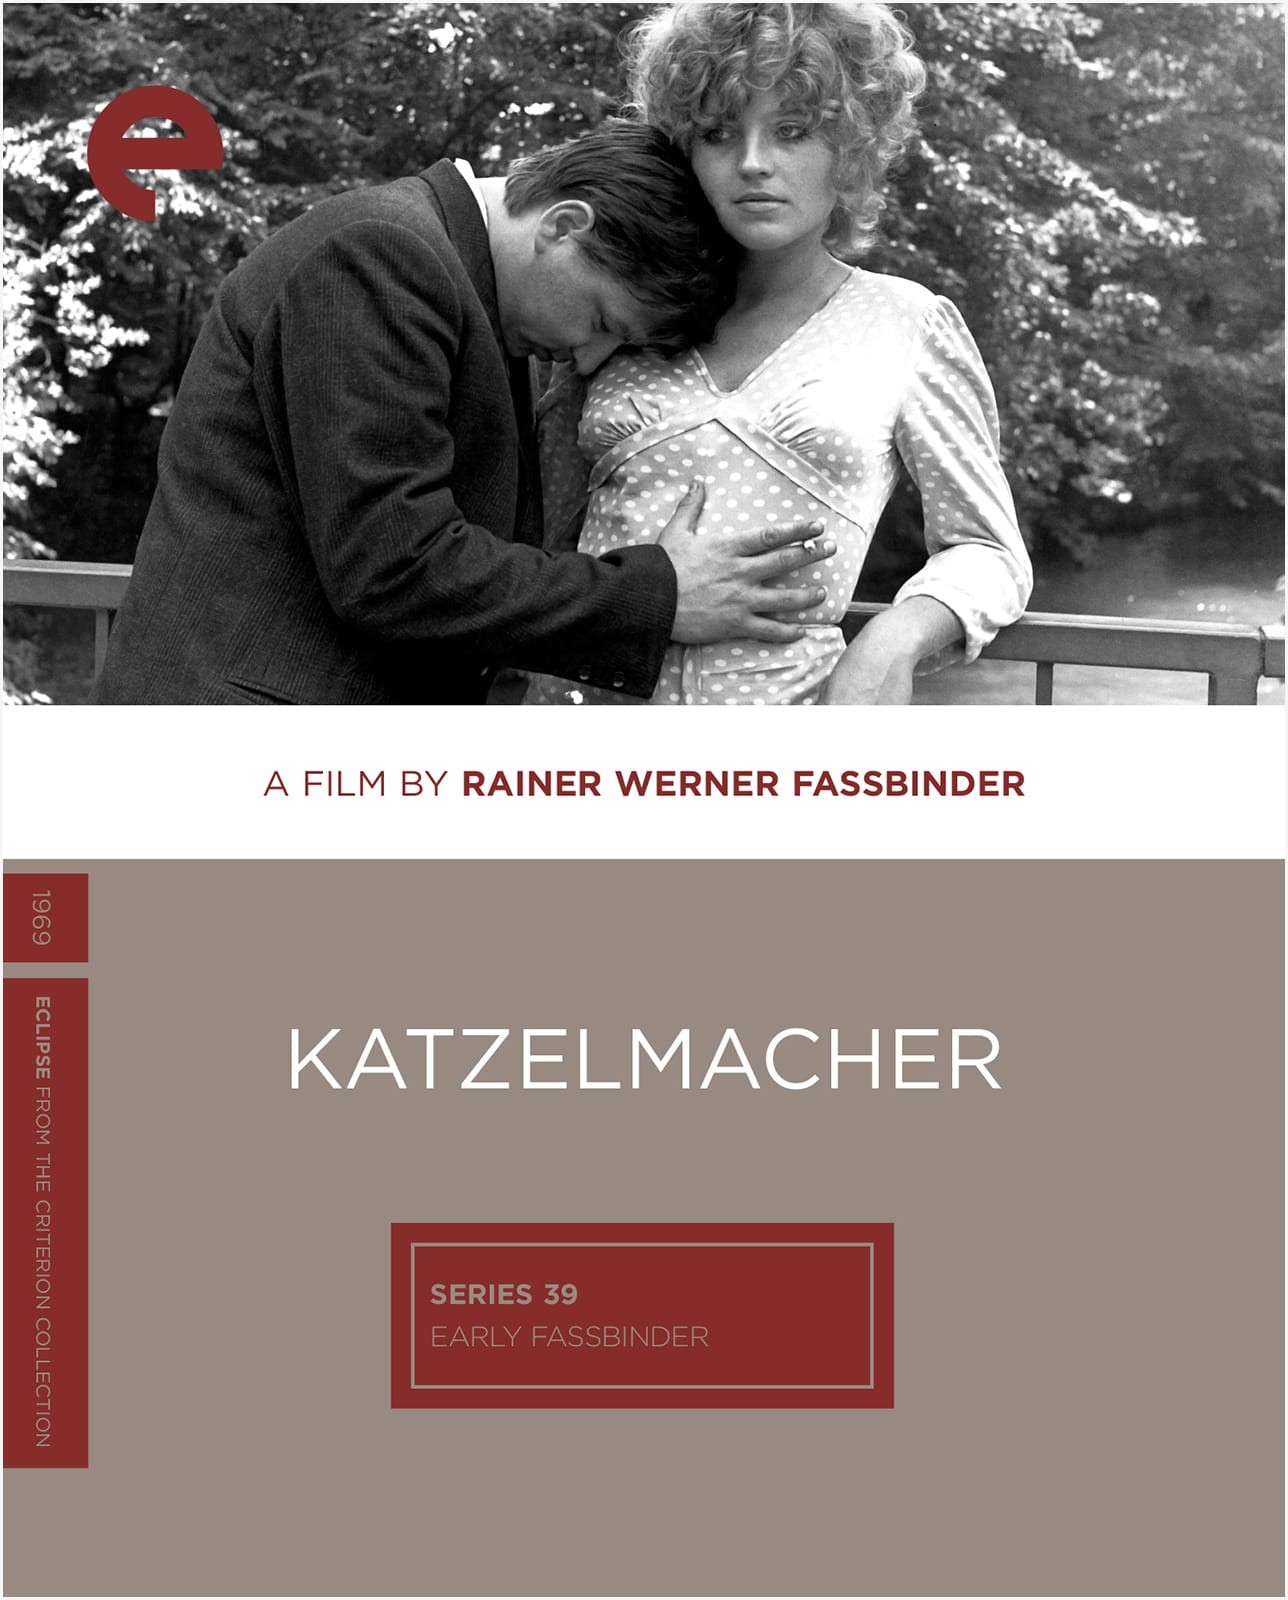 e
A FILM BY RAINER WERNER FASSBINDER
1969
ECLIPSE FROM THE CRITERION COLLECTION
KATZELMACHER
SERIES 39
EARLY FASSBINDER